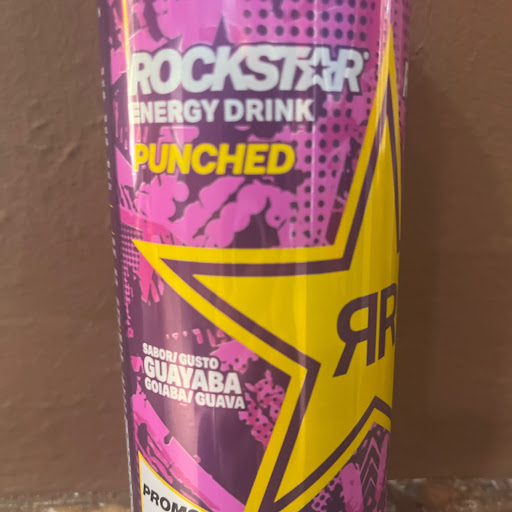 ROCKSTAR
ENERGY DRINK
PUNCHED
SABOR/ GUSTO
GUAYABA
GOIABA/ GUAVA